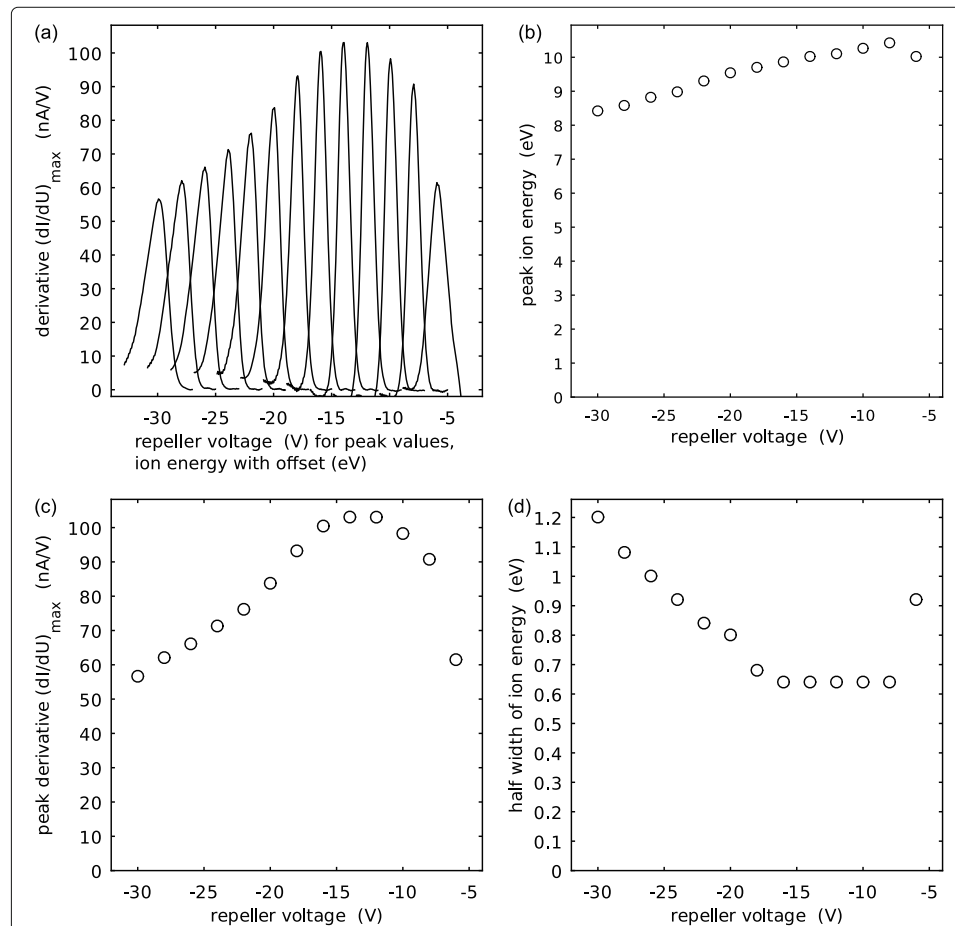 (a)
derivative (dI/dU)max (nA/V)
100
90
80
70
60
50
40
30
20
10
0
-30 -25 -20 -15 -10 -5
repeller voltage (V) for peak values,
ion energy with offset (eV)
(b)
peak ion energy (eV)
10
9
8
7
6
5
4
3
2
1
0
-30 -25 -20 -15 -10 -5
repeller voltage (V)
(c)
peak derivative (dI/dU)max (nA/V)
100
90
80
70
60
50
40
30
20
10
0
-30 -25 -20 -15 -10 -5
repeller voltage (V)
(d)
half width of ion energy (eV)
1.2
1.1
1
0.9
0.8
0.7
0.6
0.5
0.4
0.3
0.2
0.1
0
-30 -25 -20 -15 -10 -5
repeller voltage (V)